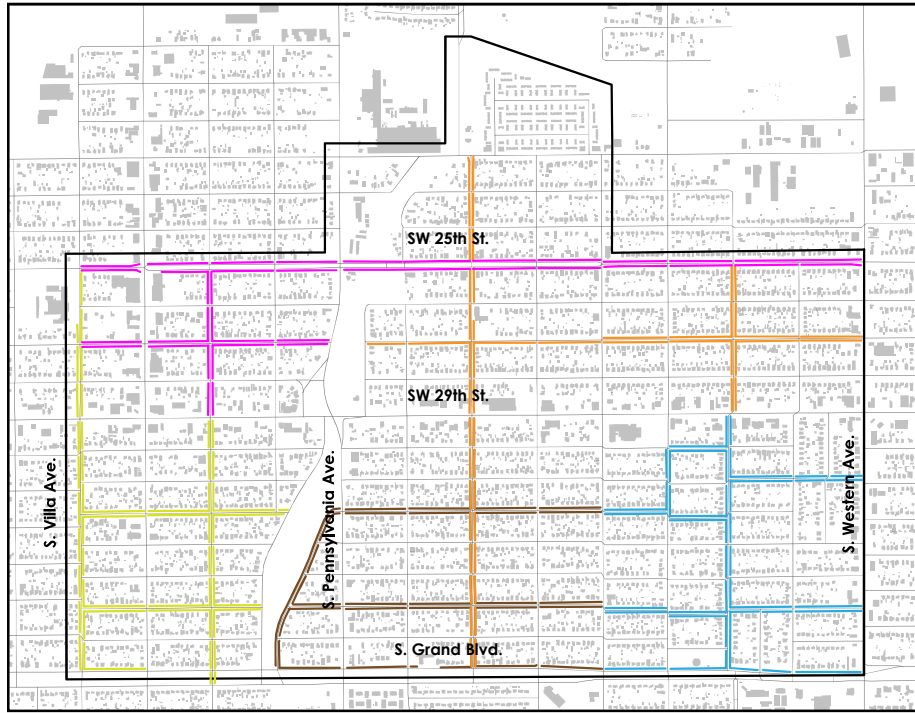 SW 25th St.
SW 29th St.
S. Villa Ave.
S. Pennsylvania Ave.
S. Western Ave.
S. Grand Blvd.